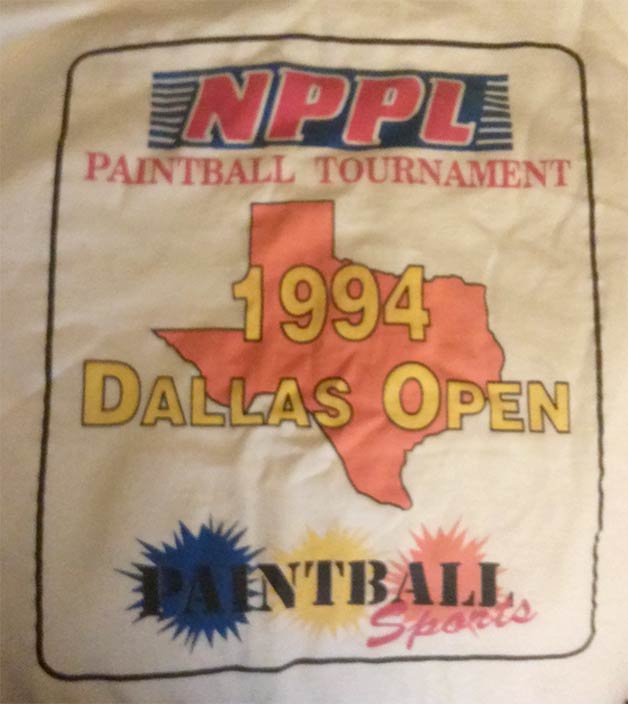 NPPL
PAINTBALL TOURNAMENT
1994
DALLAS OPEN
PAINTBALL
Sports